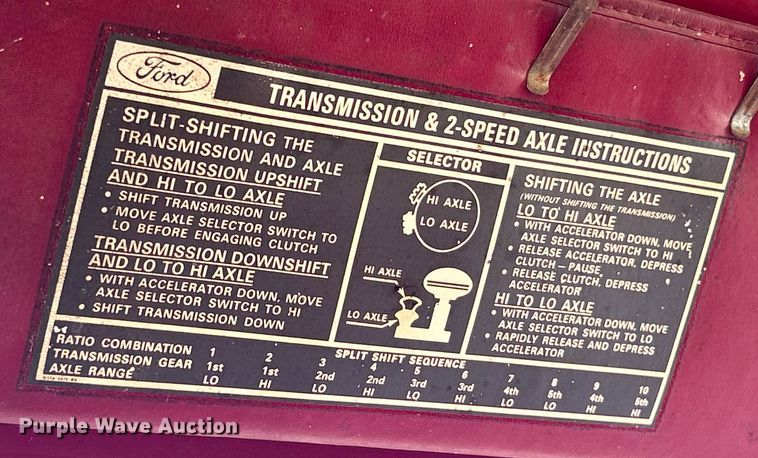 Ford
TRANSMISSION & 2-SPEED AXLE INSTRUCTIONS
SPLIT-SHIFTING THE
TRANSMISSION AND AXLE
TRANSMISSION UPSHIFT
AND HI TO LO AXLE
• SHIFT TRANSMISSION UP
• MOVE AXLE SELECTOR SWITCH TO
LO BEFORE ENGAGING CLUTCH
TRANSMISSION DOWNSHIFT
AND LO TO HI AXLE
• WITH ACCELERATOR DOWN, MOVE
AXLE SELECTOR SWITCH TO HI
• SHIFT TRANSMISSION DOWN
SELECTOR
HI AXLE
LO AXLE
HI AXLE
LO AXLE
SHIFTING THE AXLE
(WITHOUT SHIFTING THE TRANSMISSION)
LO TO HI AXLE
• WITH ACCELERATOR DOWN, MOVE
AXLE SELECTOR SWITCH TO HI
• RELEASE ACCELERATOR, DEPRESS
CLUTCH — PAUSE
• RELEASE CLUTCH, DEPRESS
ACCELERATOR
HI TO LO AXLE
• WITH ACCELERATOR DOWN, MOVE
AXLE SELECTOR SWITCH TO LO
• RAPIDLY RELEASE AND DEPRESS
ACCELERATOR
SPLIT SHIFT SEQUENCE
RATIO COMBINATION 1 2 3 4 5 6 7 8 9 10
TRANSMISSION GEAR 1st 1st 2nd 2nd 3rd 3rd 4th 4th 5th 5th
AXLE RANGE LO HI LO HI LO HI LO HI LO HI
Purple Wave Auction